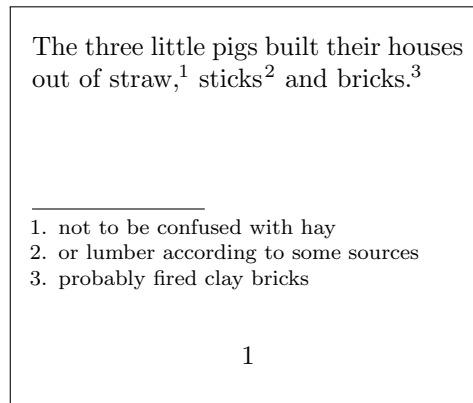 The three little pigs built their houses
out of straw,¹ sticks² and bricks.³
1. not to be confused with hay
2. or lumber according to some sources
3. probably fired clay bricks
1